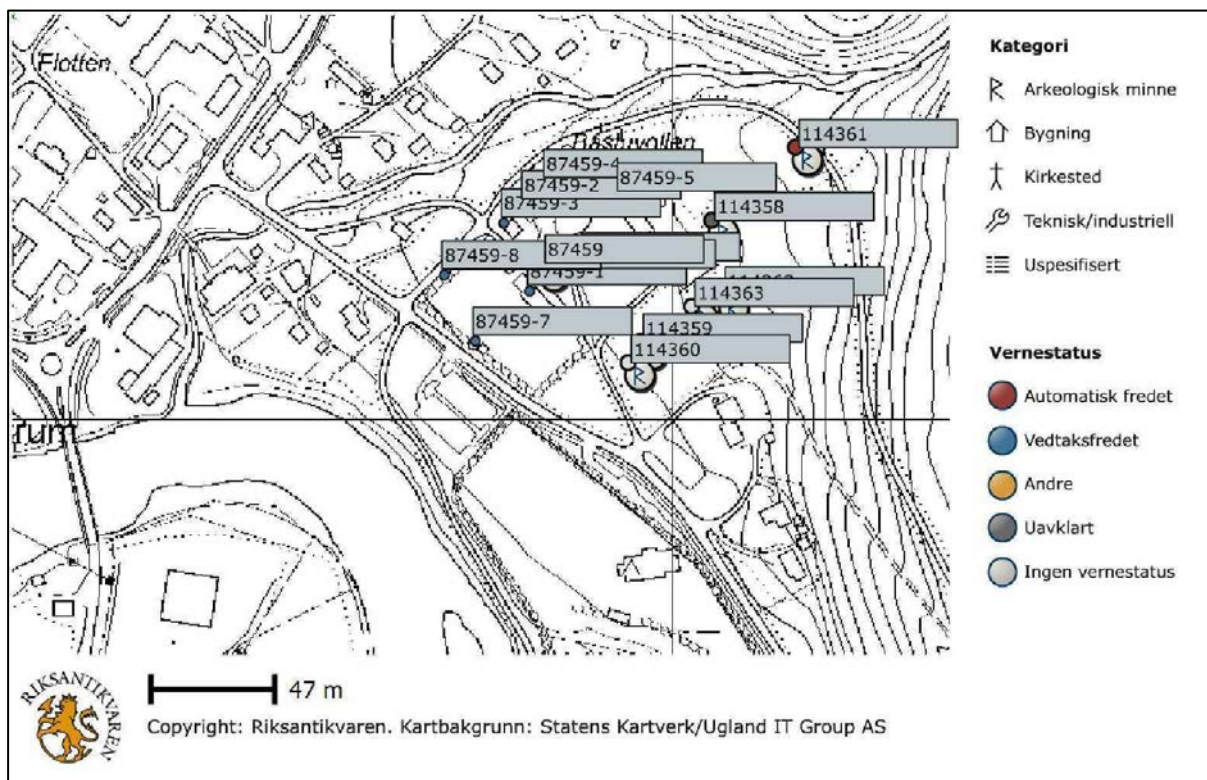 Flotten
114361
87459-4
87459-5
87459-2
87459-3
114358
87459
87459-8
87459-1
114363
87459-7
114359
114360
rum
Kategori
Arkeologisk minne
Bygning
Kirkested
Teknisk/industriell
Uspesifisert
Vernestatus
Automatisk fredet
Vedtaksfredet
Andre
Uavklart
Ingen vernestatus
RIKSANTIKVAREN
47 m
Copyright: Riksantikvaren. Kartbakgrunn: Statens Kartverk/Ugland IT Group AS